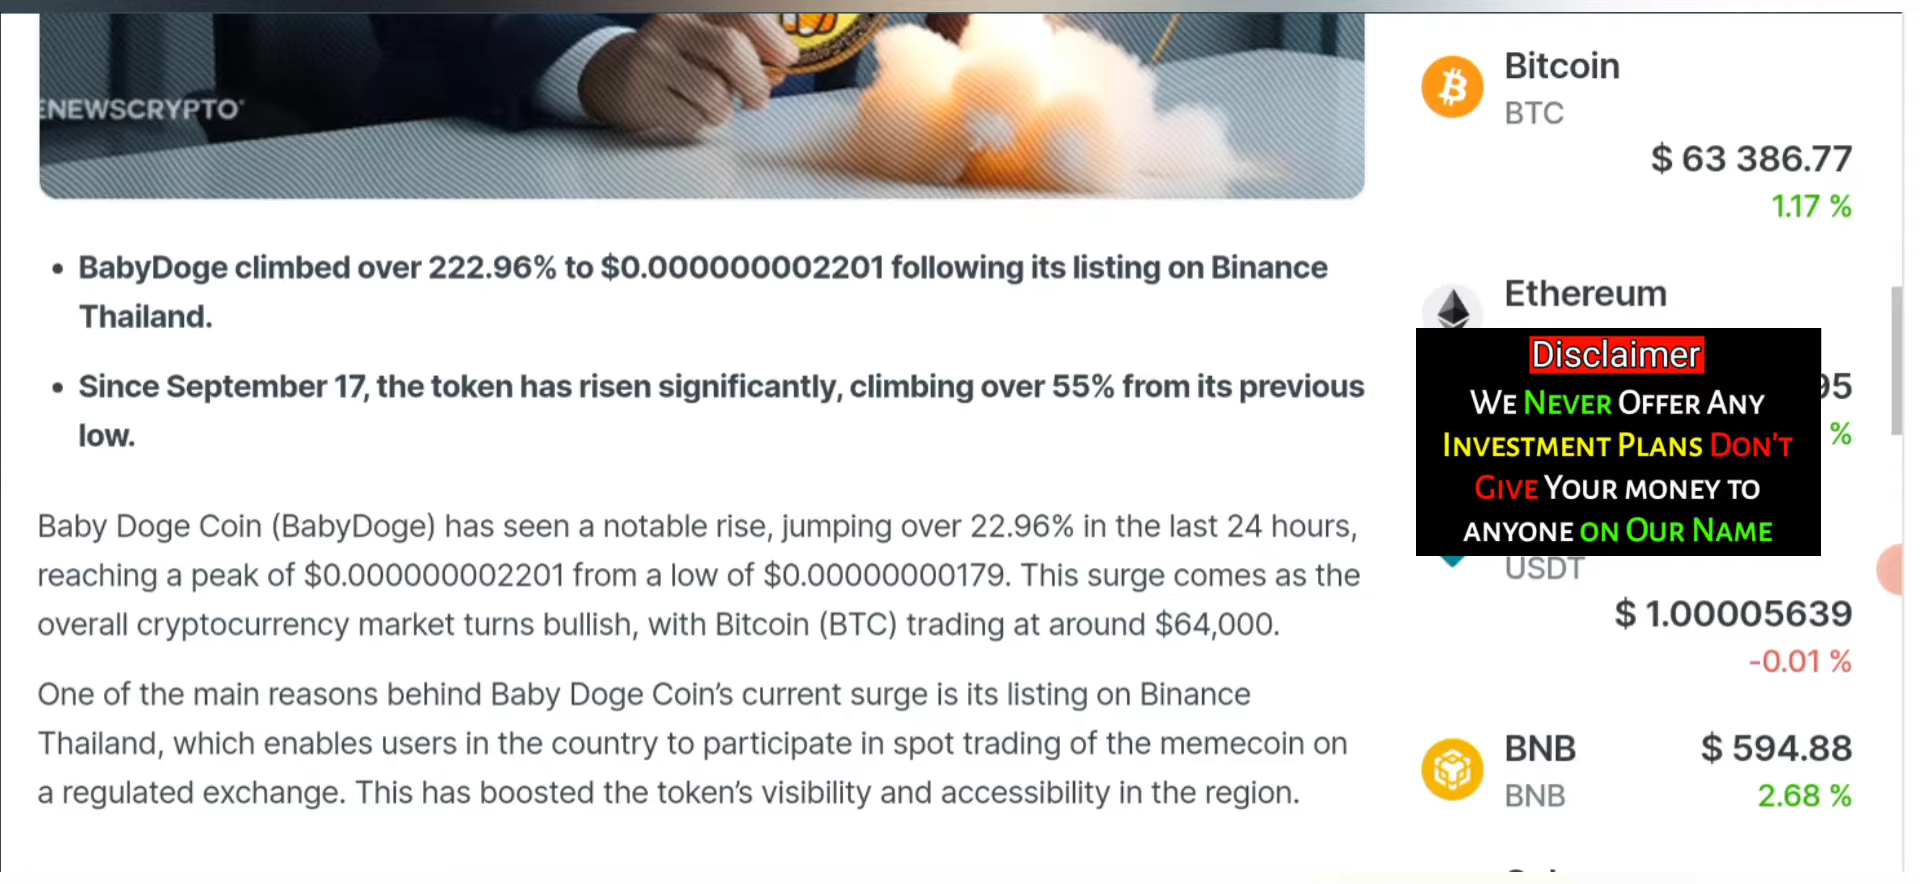 ENEWSCRYPTO
BabyDoge climbed over 222.96% to $0.000000002201 following its listing on Binance
Thailand.
Since September 17, the token has risen significantly, climbing over 55% from its previous
low.
Baby Doge Coin (BabyDoge) has seen a notable rise, jumping over 22.96% in the last 24 hours,
reaching a peak of $0.000000002201 from a low of $0.00000000179. This surge comes as the
overall cryptocurrency market turns bullish, with Bitcoin (BTC) trading at around $64,000.
One of the main reasons behind Baby Doge Coin’s current surge is its listing on Binance
Thailand, which enables users in the country to participate in spot trading of the memecoin on
a regulated exchange. This has boosted the token’s visibility and accessibility in the region.
Bitcoin
BTC
$ 63 386.77
1.17 %
Ethereum
95
%
Disclaimer
We Never Offer Any
Investment Plans Don't
Give Your money to
anyone on Our Name
USDT
$ 1.00005639
-0.01 %
BNB $ 594.88
BNB 2.68 %